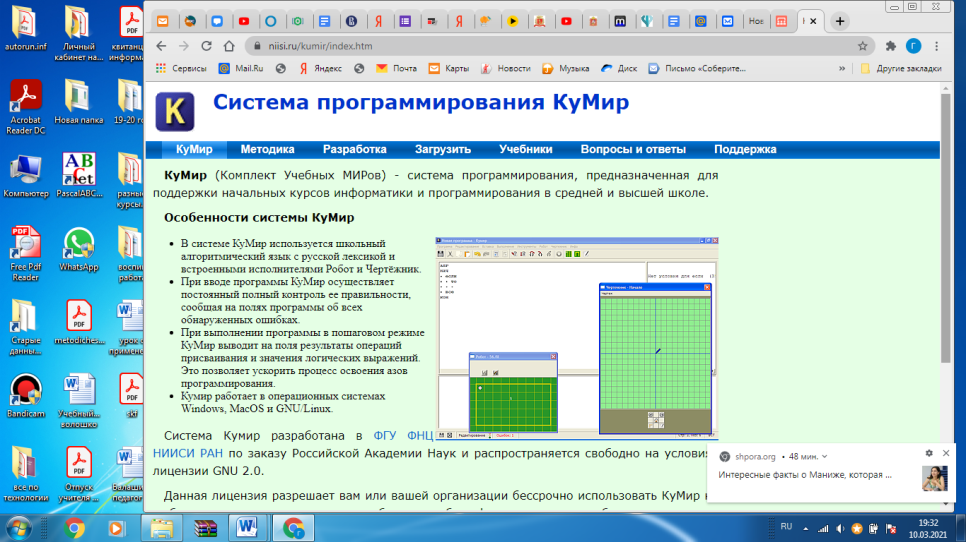 autorun.inf
Личный кабинет на...
квитанц информа
Acrobat Reader DC
Новая папка
19-20 го
Компьютер
PascalABC...
разны курсы
Free Pdf Reader
WhatsApp
воспи работ
Старые данны...
metodiches...
урок примене
Bandicam
Учебный... волошко
skf
все по технологии
Отпуск учителя ...
Балаши педагог
Нов
niisi.ru/kumir/index.htm
Г
Сервисы
Mail.Ru
Яндекс
Почта
Карты
Новости
Музыка
Диск
Письмо «Соберите...
»
Другие закладки
K
Система программирования КуМир
КуМир Методика Разработка Загрузить Учебники Вопросы и ответы Поддержка
КуМир (Комплект Учебных МИРов) - система программирования, предназначенная для
поддержки начальных курсов информатики и программирования в средней и высшей школе.
Особенности системы КуМир
• В системе КуМир используется школьный
алгоритмический язык с русской лексикой и
встроенными исполнителями Робот и Чертёжник.
• При вводе программы КуМир осуществляет
постоянный полный контроль ее правильности,
сообщая на полях программы об всех
обнаруженных ошибках.
• При выполнении программы в пошаговом режиме
КуМир выводит на поля результаты операций
присваивания и значения логических выражений.
Это позволяет ускорить процесс освоения азов
программирования.
• Кумир работает в операционных системах
Windows, MacOS и GNU/Linux.
Система Кумир разработана в ФГУ ФНЦ
НИИСИ РАН по заказу Российской Академии Наук и распространяется свободно на условия
лицензии GNU 2.0.
Данная лицензия разрешает вам или вашей организации бессрочно использовать КуМир
shpora.org • 48 мин.
Интересные факты о Маниже, которая ...
RU
19:32
10.03.2021